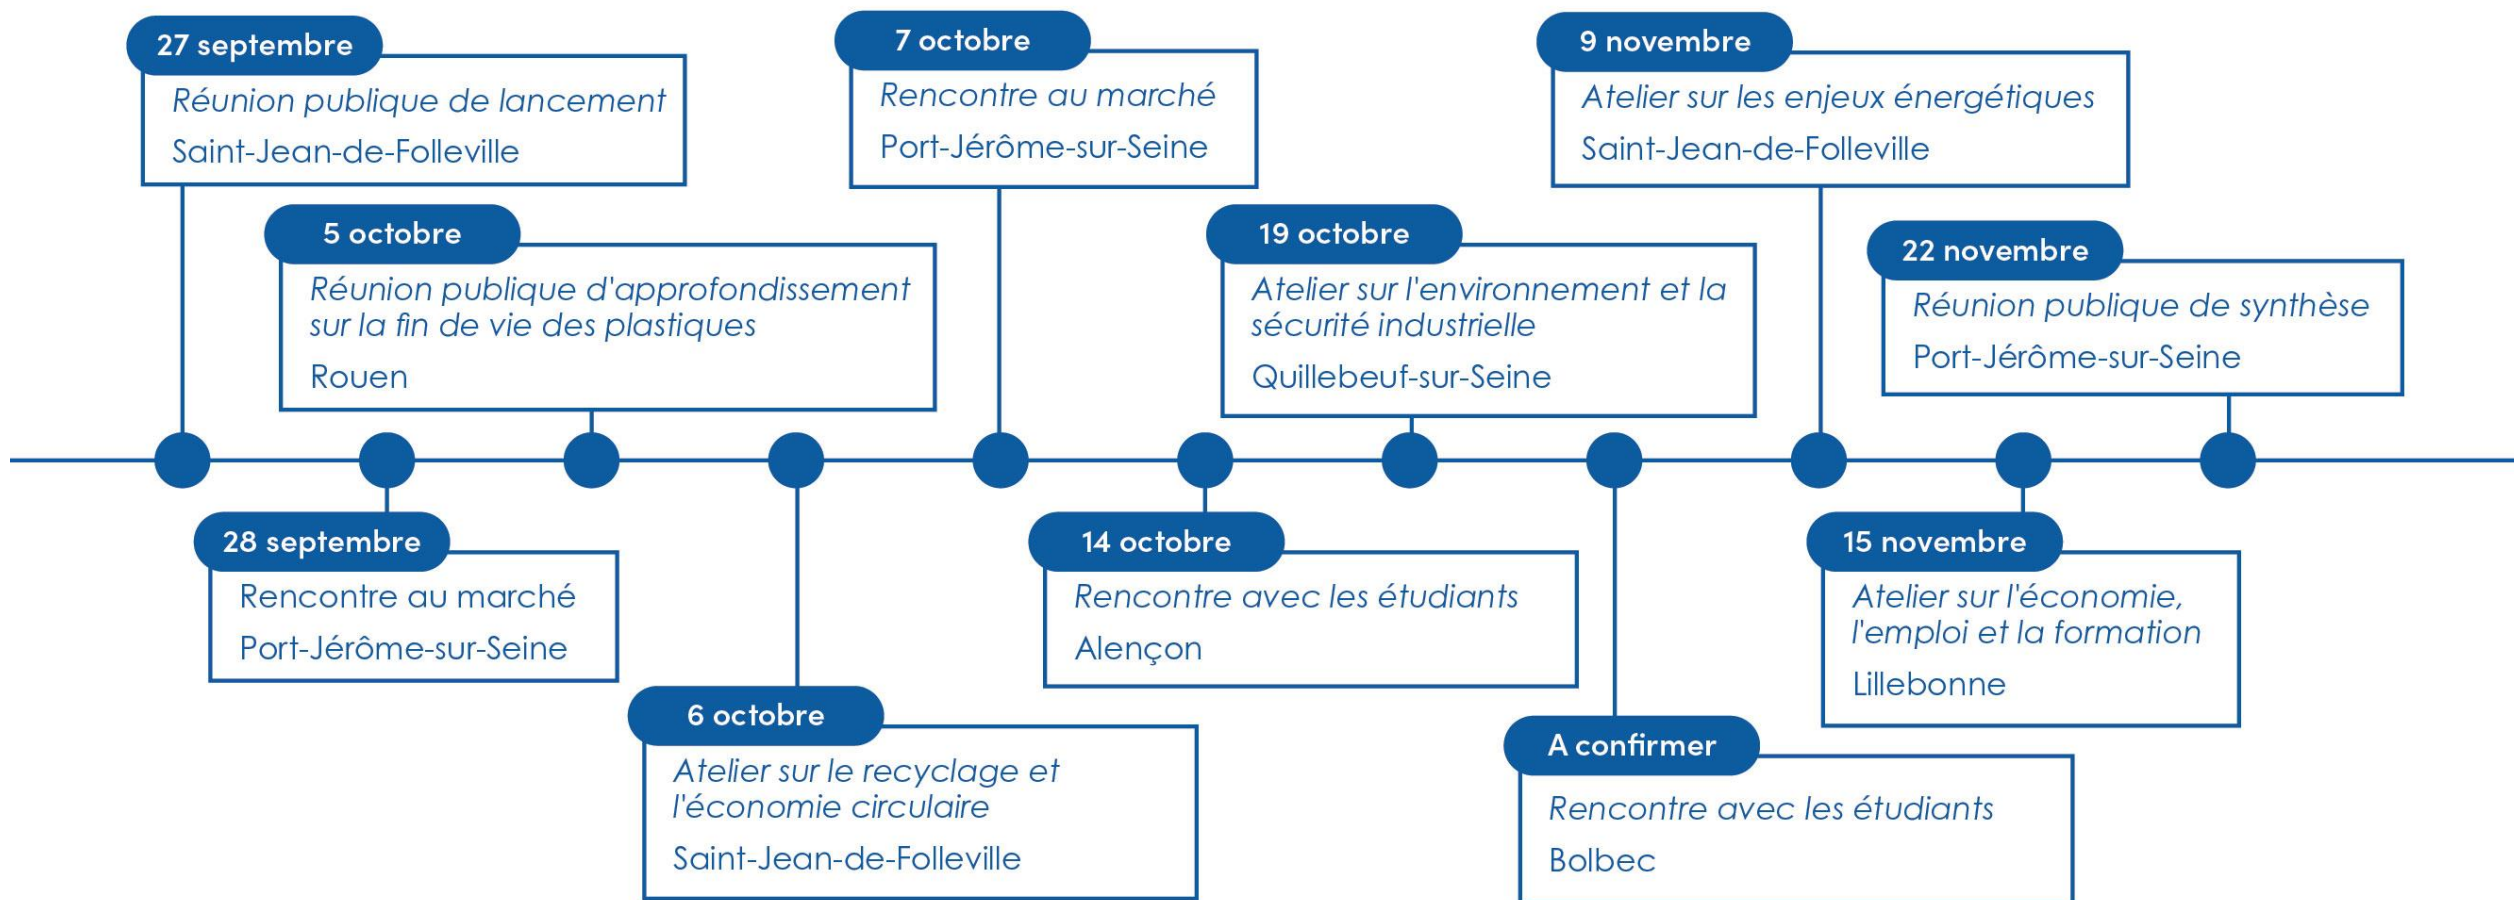 27 septembre
Réunion publique de lancement
Saint-Jean-de-Folleville
28 septembre
Rencontre au marché
Port-Jérôme-sur-Seine
5 octobre
Réunion publique d'approfondissement
sur la fin de vie des plastiques
Rouen
6 octobre
Atelier sur le recyclage et
l'économie circulaire
Saint-Jean-de-Folleville
7 octobre
Rencontre au marché
Port-Jérôme-sur-Seine
14 octobre
Rencontre avec les étudiants
Alençon
19 octobre
Atelier sur l'environnement et la
sécurité industrielle
Quillebeuf-sur-Seine
A confirmer
Rencontre avec les étudiants
Bolbec
9 novembre
Atelier sur les enjeux énergétiques
Saint-Jean-de-Folleville
15 novembre
Atelier sur l'économie,
l'emploi et la formation
Lillebonne
22 novembre
Réunion publique de synthèse
Port-Jérôme-sur-Seine